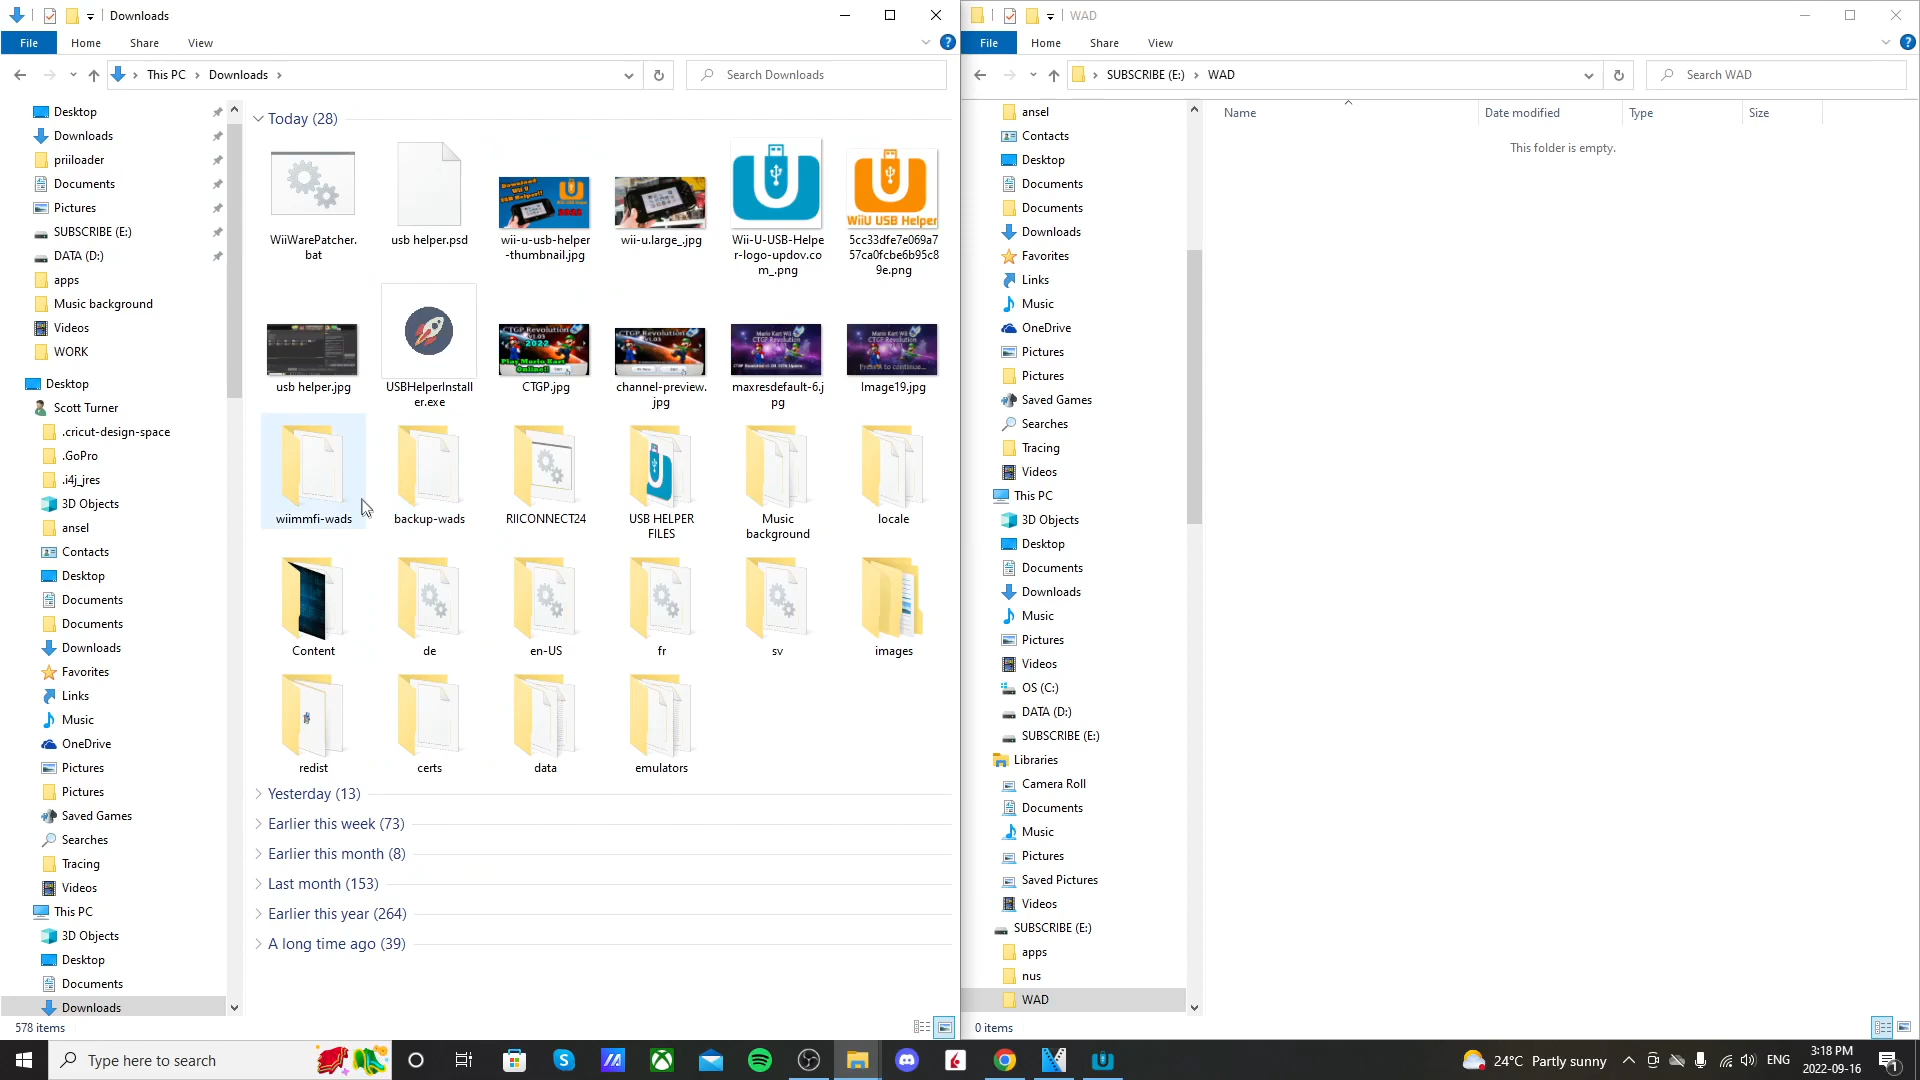 Downloads
File
Home
Share
View
This PC
Downloads
Search Downloads
Desktop
Downloads
priiloader
Documents
Pictures
SUBSCRIBE (E:)
DATA (D:)
apps
Music background
Videos
WORK
Desktop
Scott Turner
.cricut-design-space
.GoPro
.i4j_jres
3D Objects
ansel
Contacts
Desktop
Documents
Documents
Downloads
Favorites
Links
Music
OneDrive
Pictures
Pictures
Saved Games
Searches
Tracing
Videos
This PC
3D Objects
Desktop
Documents
Downloads
Today (28)
WiiWarePatcher.
bat
usb helper.psd
wii-u-usb-helper
-thumbnail.jpg
wii-u.large_.jpg
Wii-U-USB-Helpe
r-logo-updov.co
m_.png
WiiU USB Helper
5cc33dfe7e069a7
57ca0fcbe6b95c8
9e.png
usb helper.jpg
USBHelperInstall
er.exe
CTGP.jpg
channel-preview.
jpg
maxresdefault-6.j
pg
Image19.jpg
wiimmfi-wads
backup-wads
RIICONNECT24
USB HELPER
FILES
Music
background
locale
Content
de
en-US
fr
sv
images
redist
certs
data
emulators
Yesterday (13)
Earlier this week (73)
Earlier this month (8)
Last month (153)
Earlier this year (264)
A long time ago (39)
578 items
WAD
File
Home
Share
View
SUBSCRIBE (E:)
WAD
Search WAD
ansel
Contacts
Desktop
Documents
Documents
Downloads
Favorites
Links
Music
OneDrive
Pictures
Pictures
Saved Games
Searches
Tracing
Videos
This PC
3D Objects
Desktop
Documents
Downloads
Music
Pictures
Videos
OS (C:)
DATA (D:)
SUBSCRIBE (E:)
Libraries
Camera Roll
Documents
Music
Pictures
Saved Pictures
Videos
SUBSCRIBE (E:)
apps
nus
WAD
Name
Date modified
Type
Size
This folder is empty.
0 items
Type here to search
24°C Partly sunny
ENG
3:18 PM
2022-09-16
1